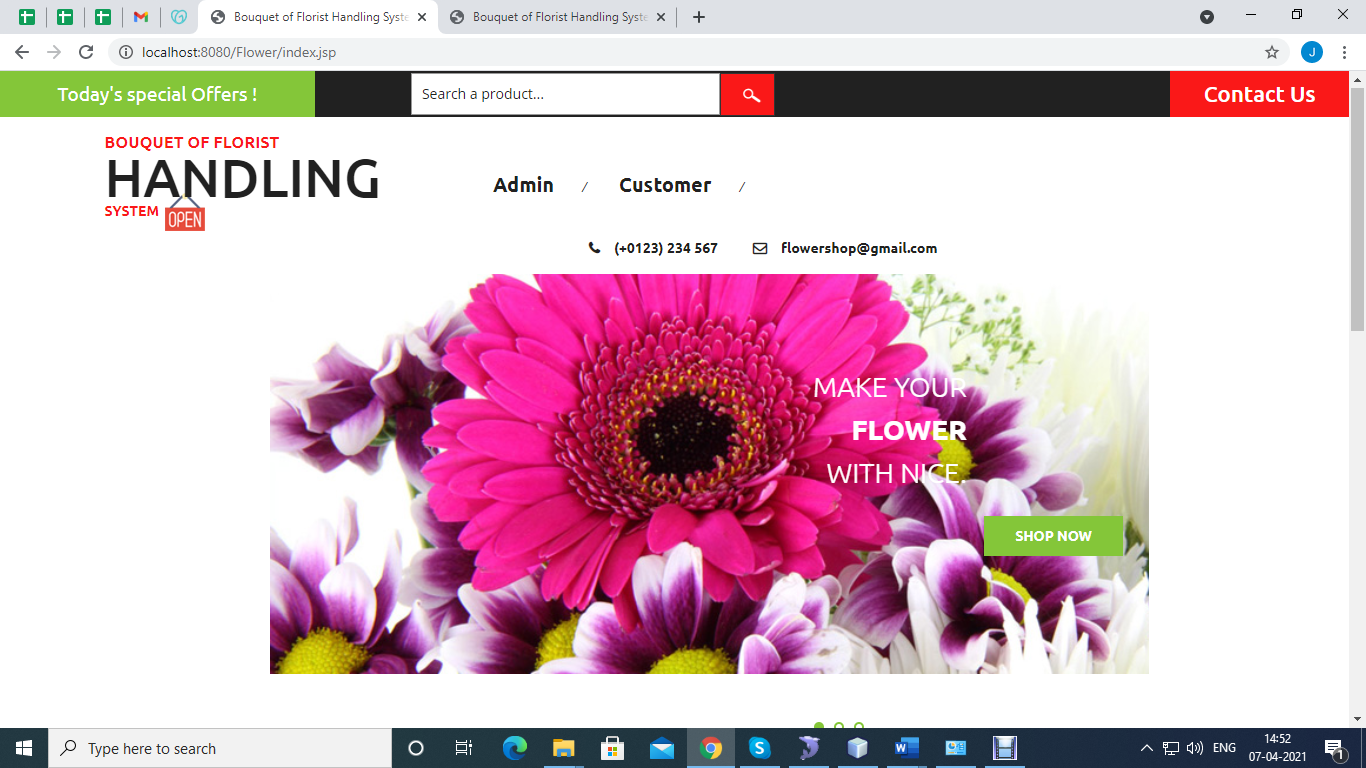 Bouquet of Florist Handling Syste
Bouquet of Florist Handling Syste
localhost:8080/Flower/index.jsp
J
Today's special Offers !
Search a product...
Contact Us
BOUQUET OF FLORIST
HANDLING
SYSTEM
OPEN
Admin / Customer /
(+0123) 234 567
flowershop@gmail.com
MAKE YOUR
FLOWER
WITH NICE.
SHOP NOW
Type here to search
ENG
14:52
07-04-2021
1